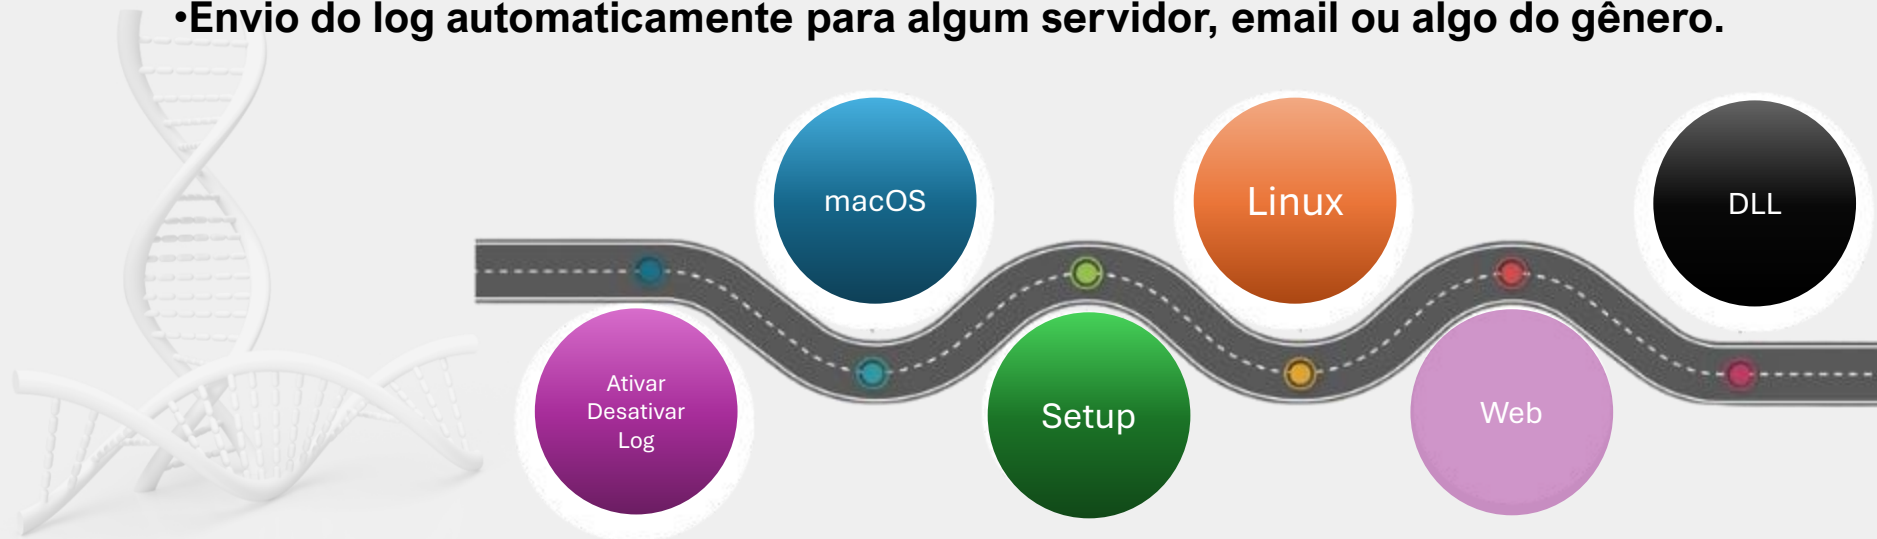 •Envio do log automaticamente para algum servidor, email ou algo do gênero.
macOS
Linux
DLL
Ativar
Desativar
Log
Setup
Web